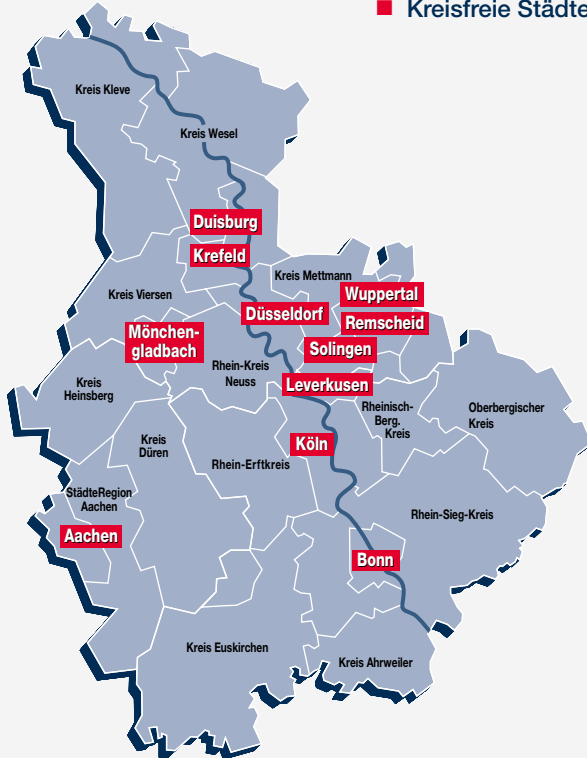 Kreisfreie Städte
Kreis Kleve
Kreis Wesel
Duisburg
Krefeld
Kreis Mettmann
Kreis Viersen
Wuppertal
Düsseldorf
Remscheid
Mönchen-
gladbach
Solingen
Rhein-Kreis
Neuss
Leverkusen
Kreis
Heinsberg
Rheinisch-
Berg.
Kreis
Oberbergischer
Kreis
Kreis
Düren
Köln
Rhein-Erftkreis
StädteRegion
Aachen
Rhein-Sieg-Kreis
Aachen
Bonn
Kreis Euskirchen
Kreis Ahrweiler